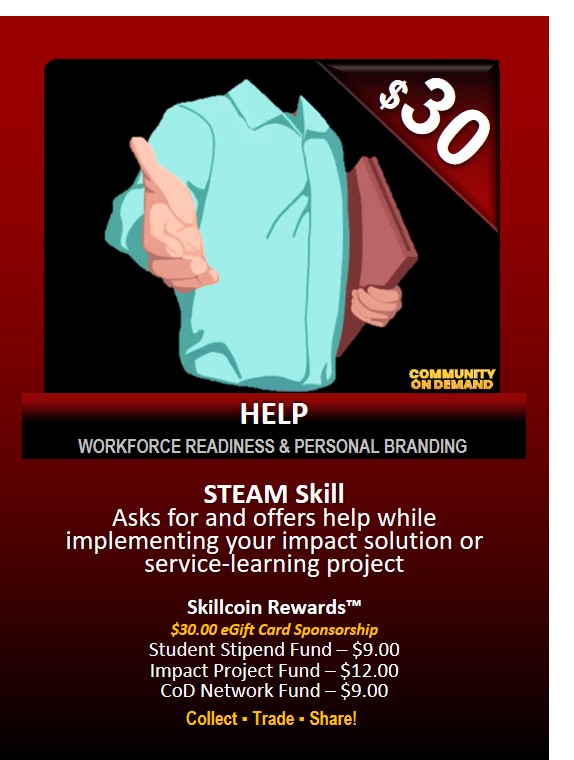 $30
COMMUNITY
ON DEMAND
HELP
WORKFORCE READINESS & PERSONAL BRANDING
STEAM Skill
Asks for and offers help while
implementing your impact solution or
service-learning project
Skillcoin Rewards™
$30.00 eGift Card Sponsorship
Student Stipend Fund – $9.00
Impact Project Fund – $12.00
CoD Network Fund – $9.00
Collect ▪ Trade ▪ Share!